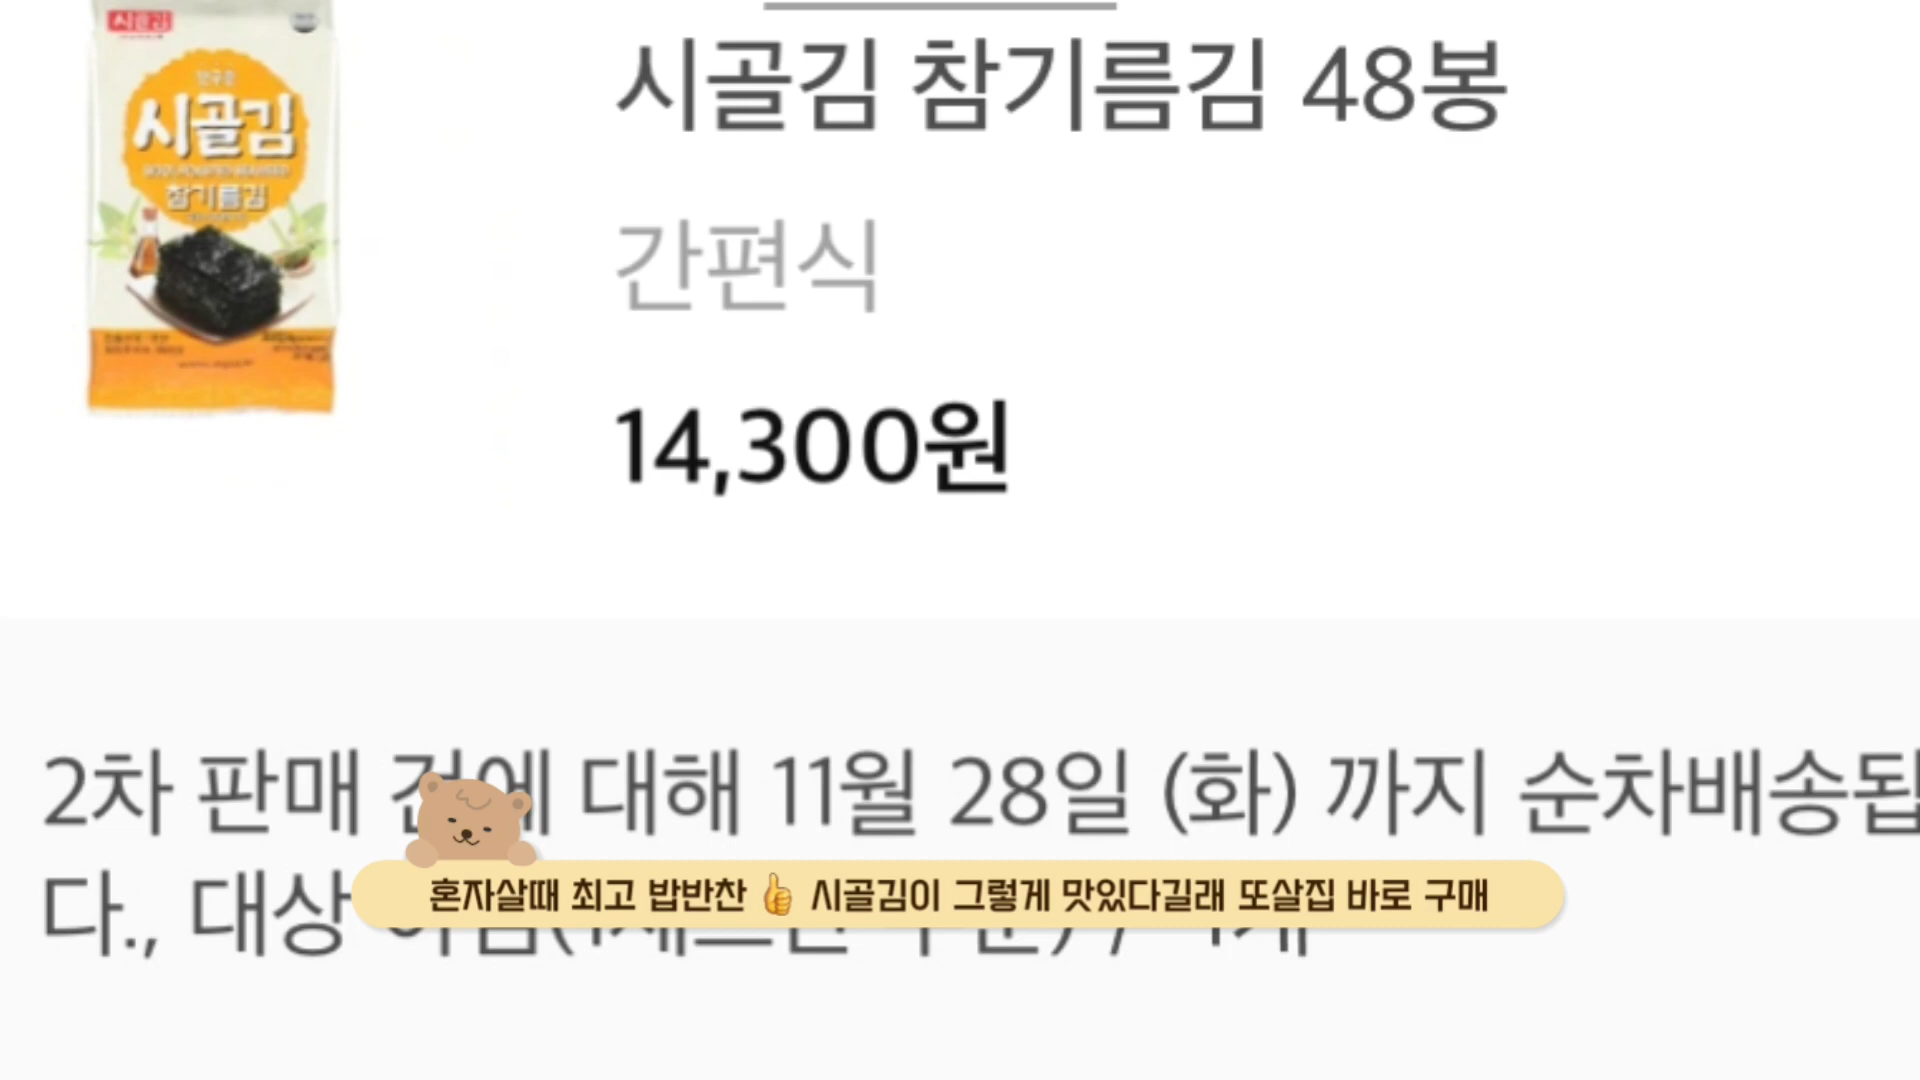 시골김
시골김
참기름김
시골김 참기름김 48봉
간편식
14,300원
2차 판매 건에 대해 11월 28일 (화) 까지 순차배송됩
다., 대상
혼자살때 최고 밥반찬 👍 시골김이 그렇게 맛있다길래 또살집 바로 구매